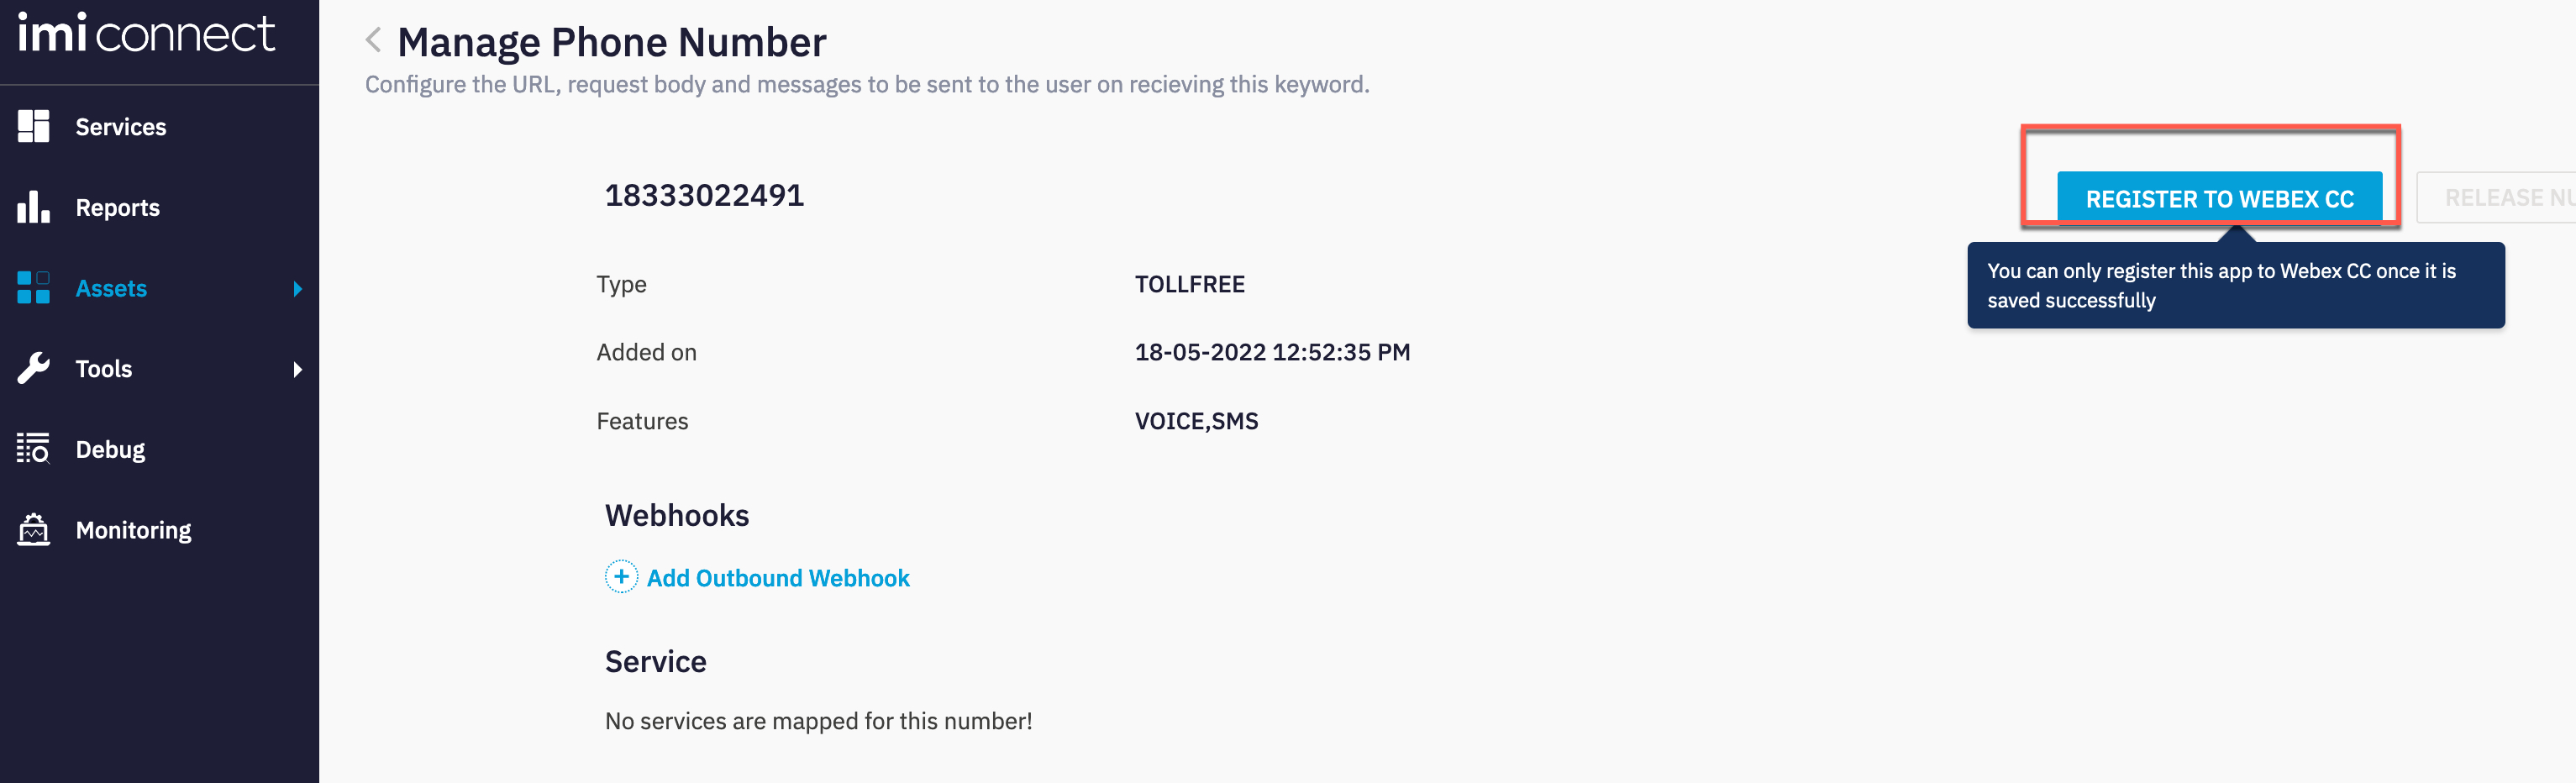 imi connect
Manage Phone Number
Configure the URL, request body and messages to be sent to the user on recieving this keyword.
Services
Reports
Assets
Tools
Debug
Monitoring
18333022491
REGISTER TO WEBEX CC
RELEASE NU
You can only register this app to Webex CC once it is
saved successfully
Type TOLLFREE
Added on 18-05-2022 12:52:35 PM
Features VOICE,SMS
Webhooks
Add Outbound Webhook
Service
No services are mapped for this number!